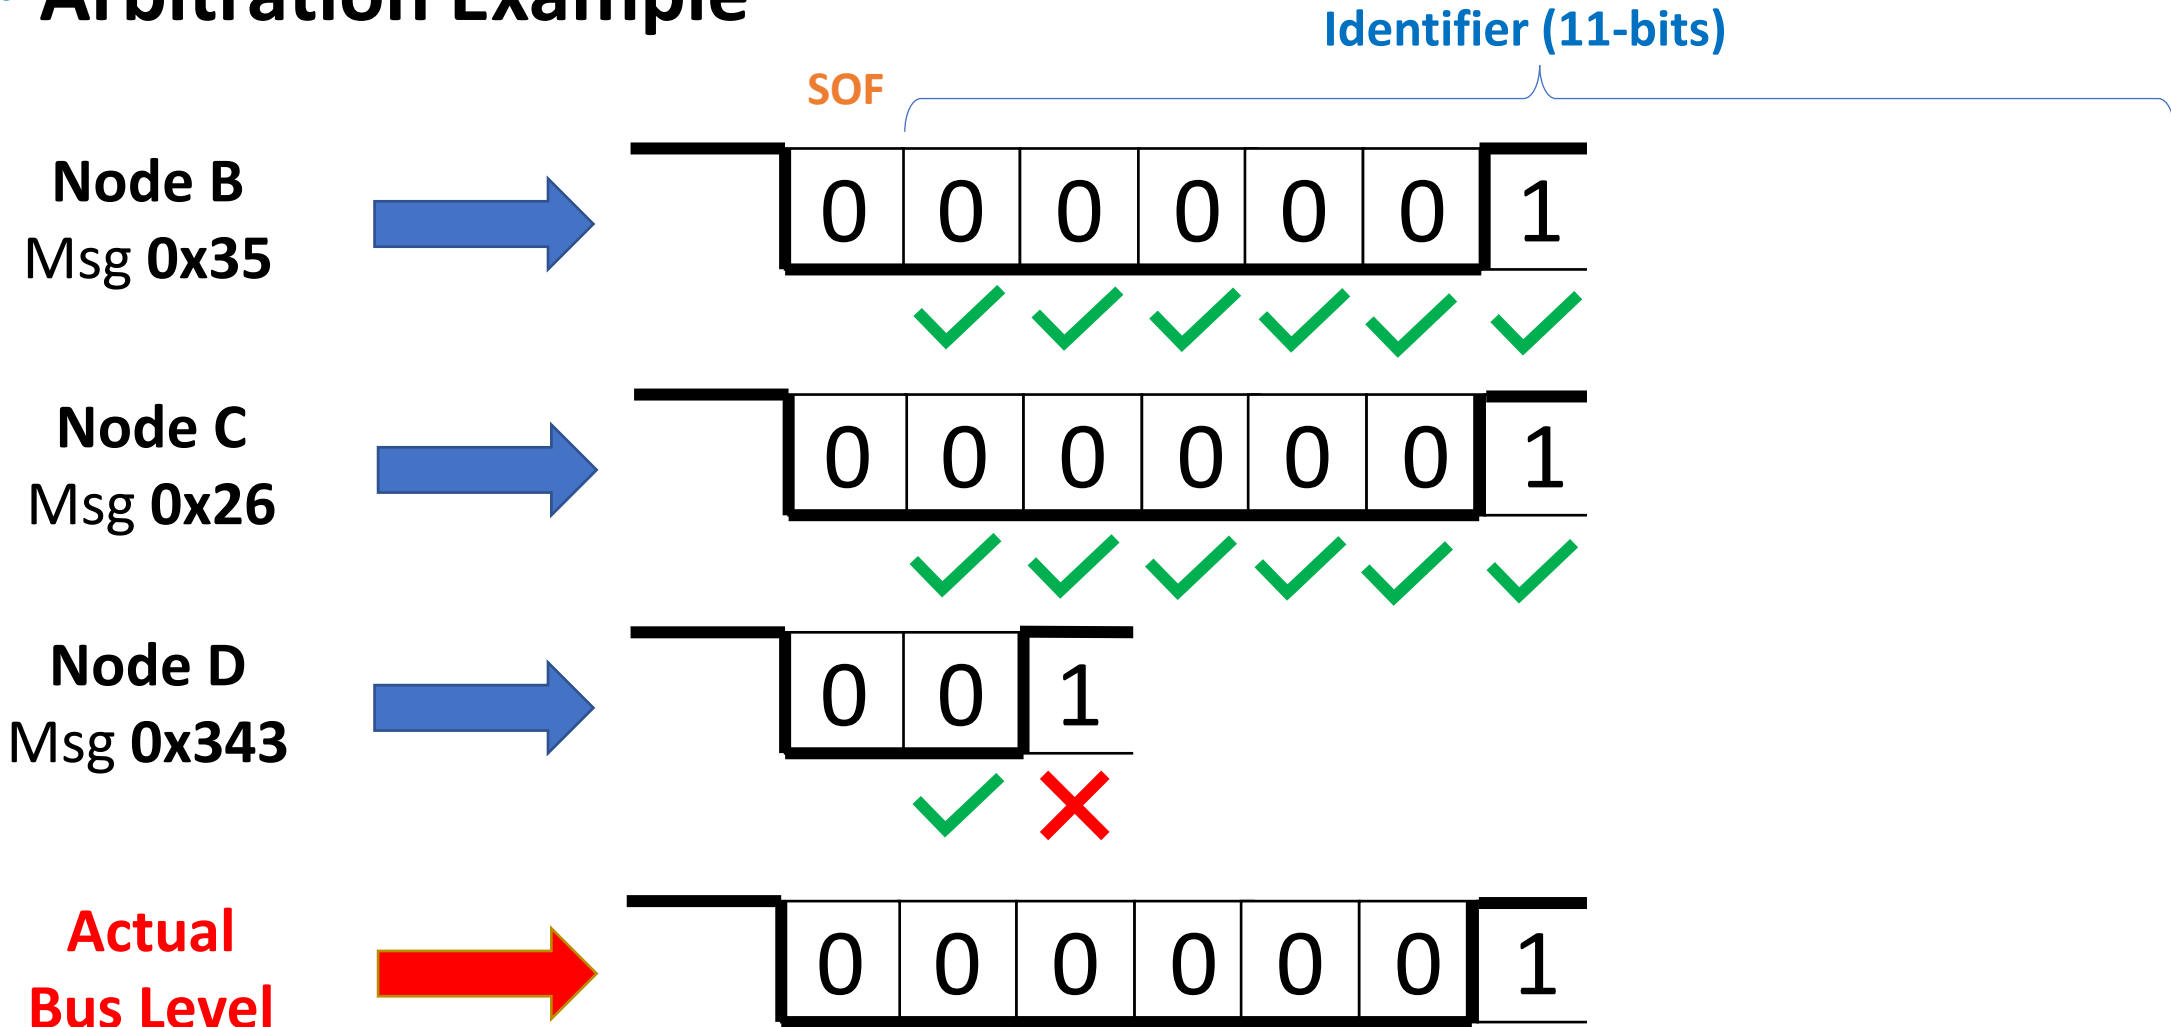 Arbitration Example
Identifier (11-bits)
SOF
Node B
Msg 0x35
0 0 0 0 0 0 1
Node C
Msg 0x26
0 0 0 0 0 0 1
Node D
Msg 0x343
0 0 1
Actual
Bus Level
0 0 0 0 0 0 1